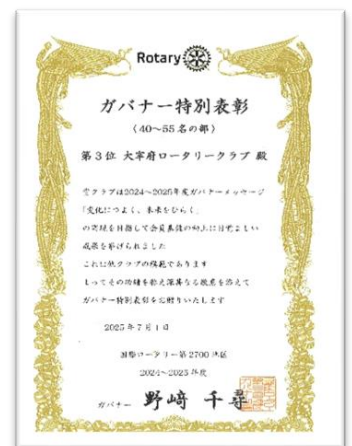 Rotary
ガバナー特別表彰
〈40〜55名の部〉
第3位 大宰府ロータリークラブ 殿
貴クラブは2024〜2025年度ガバナーメッセージ
「変化につよく、未来をひらく」
の実現を目指して会員基盤の向上に目覚ましい
成果を挙げられました
これは他クラブの模範であります
よってその功績を称え深甚なる敬意を添えて
ガバナー特別表彰をお贈りいたします
2025年7月1日
国際ロータリー第2700地区
2024〜2025年度
ガバナー 野﨑 千尋